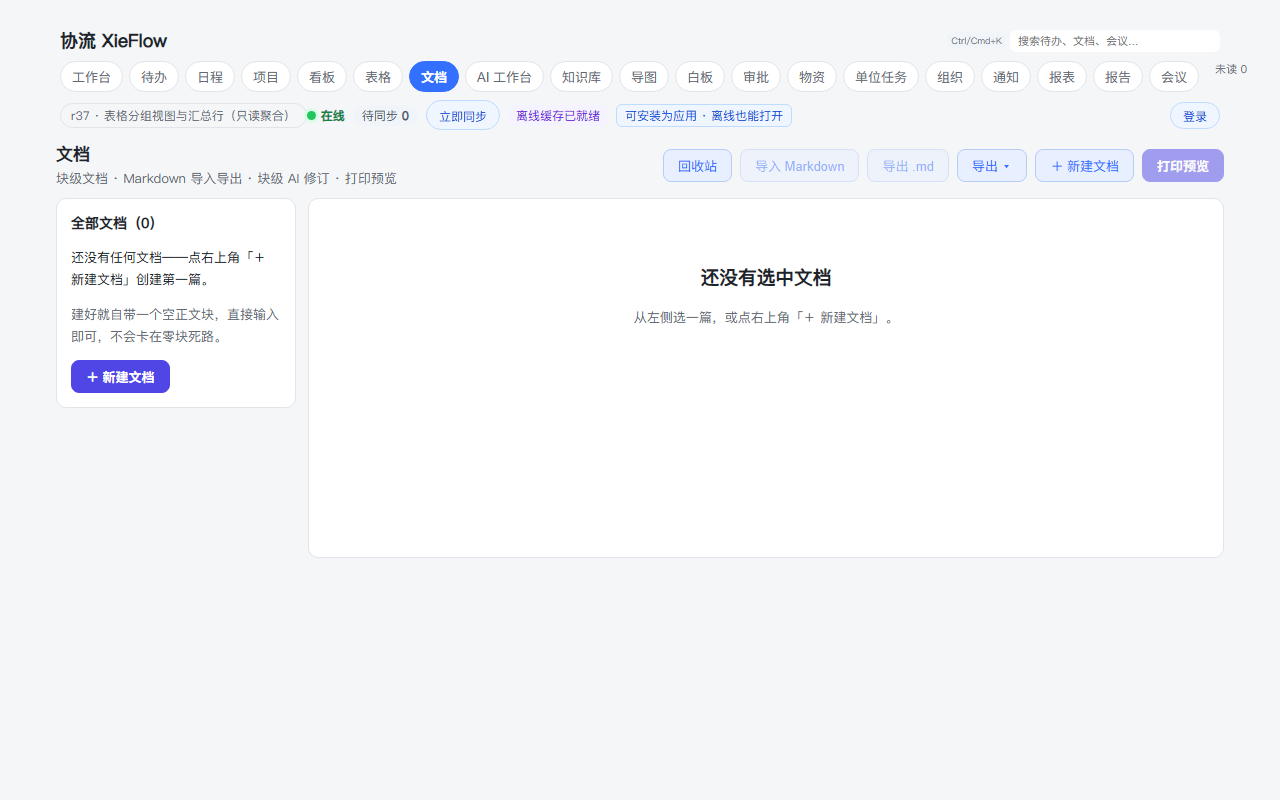 协流 XieFlow
Ctrl/Cmd+K 搜索待办、文档、会议...
工作台 待办 日程 项目 看板 表格 文档 AI 工作台 知识库 导图 白板 审批 物资 单位任务 组织 通知 报表 报告 会议 未读 0
r37 · 表格分组视图与汇总行（只读聚合） 在线 待同步 0 立即同步 离线缓存已就绪 可安装为应用 · 离线也能打开 登录
文档
块级文档 · Markdown 导入导出 · 块级 AI 修订 · 打印预览
回收站 导入 Markdown 导出 .md 导出 ＋ 新建文档 打印预览
全部文档（0）
还没有任何文档——点右上角「＋
新建文档」创建第一篇。
建好就自带一个空正文块，直接输入
即可，不会卡在零块死路。
＋ 新建文档
还没有选中文档
从左侧选一篇，或点右上角「＋ 新建文档」。